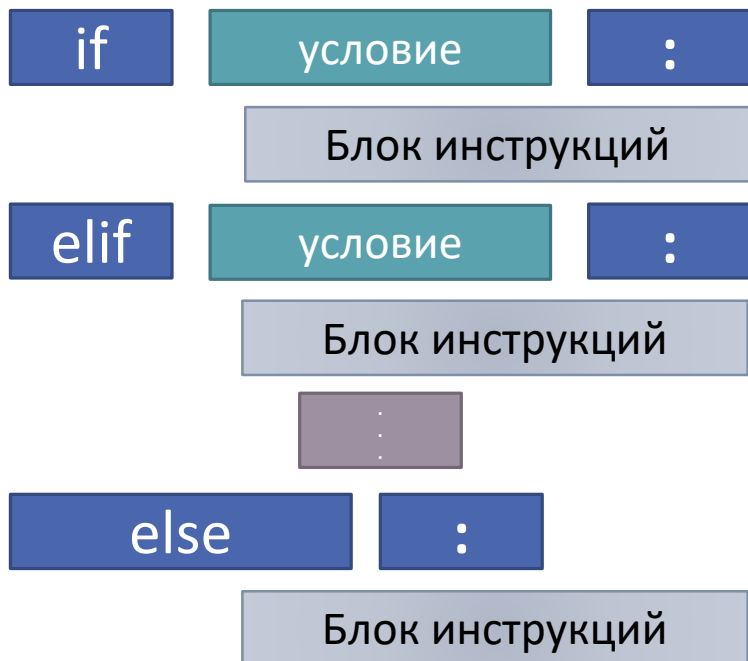 if условие :
Блок инструкций
elif условие :
Блок инструкций
.
.
.
else :
Блок инструкций